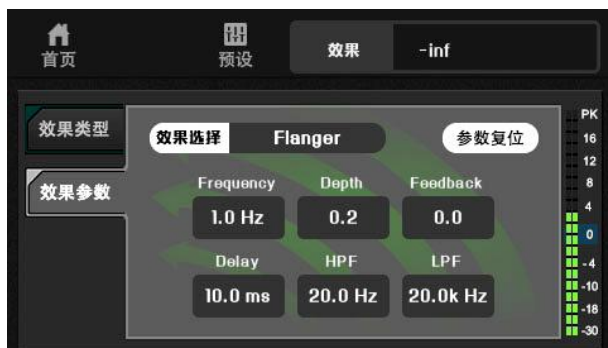 首页
预设
效果
-inf
效果类型
效果选择
Flanger
参数复位
效果参数
Frequency
Depth
Feedback
1.0 Hz
0.2
0.0
Delay
HPF
LPF
10.0 ms
20.0 Hz
20.0k Hz
PK
16
12
8
4
0
-4
-10
-18
-30